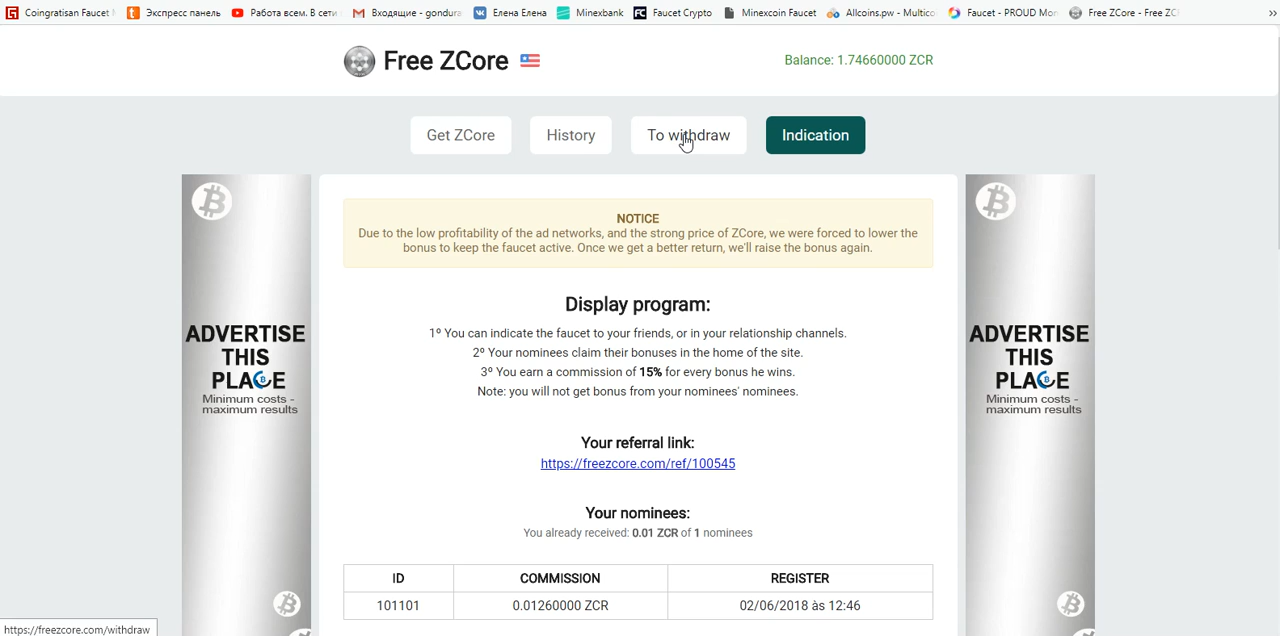 Coingratisan Faucet Экспресс панель Работа всем. В сети Входящие - gondura Елена Елена Minexbank Faucet Crypto Minexcoin Faucet Allcoins.pw - Multico Faucet - PROUD Mon Free ZCore - Free ZC »
Free ZCore Balance: 1.74660000 ZCR
Get ZCore History To withdraw Indication
NOTICE
Due to the low profitability of the ad networks, and the strong price of ZCore, we were forced to lower the
bonus to keep the faucet active. Once we get a better return, we'll raise the bonus again.
Display program:
1º You can indicate the faucet to your friends, or in your relationship channels.
2º Your nominees claim their bonuses in the home of the site.
3º You earn a commission of 15% for every bonus he wins.
Note: you will not get bonus from your nominees' nominees.
Your referral link:
https://freezcore.com/ref/100545
Your nominees:
You already received: 0.01 ZCR of 1 nominees
ID COMMISSION REGISTER
101101 0.01260000 ZCR 02/06/2018 às 12:46
ADVERTISE
THIS
PLACE
Minimum costs -
maximum results
ADVERTISE
THIS
PLACE
Minimum costs -
maximum results
https://freezcore.com/withdraw